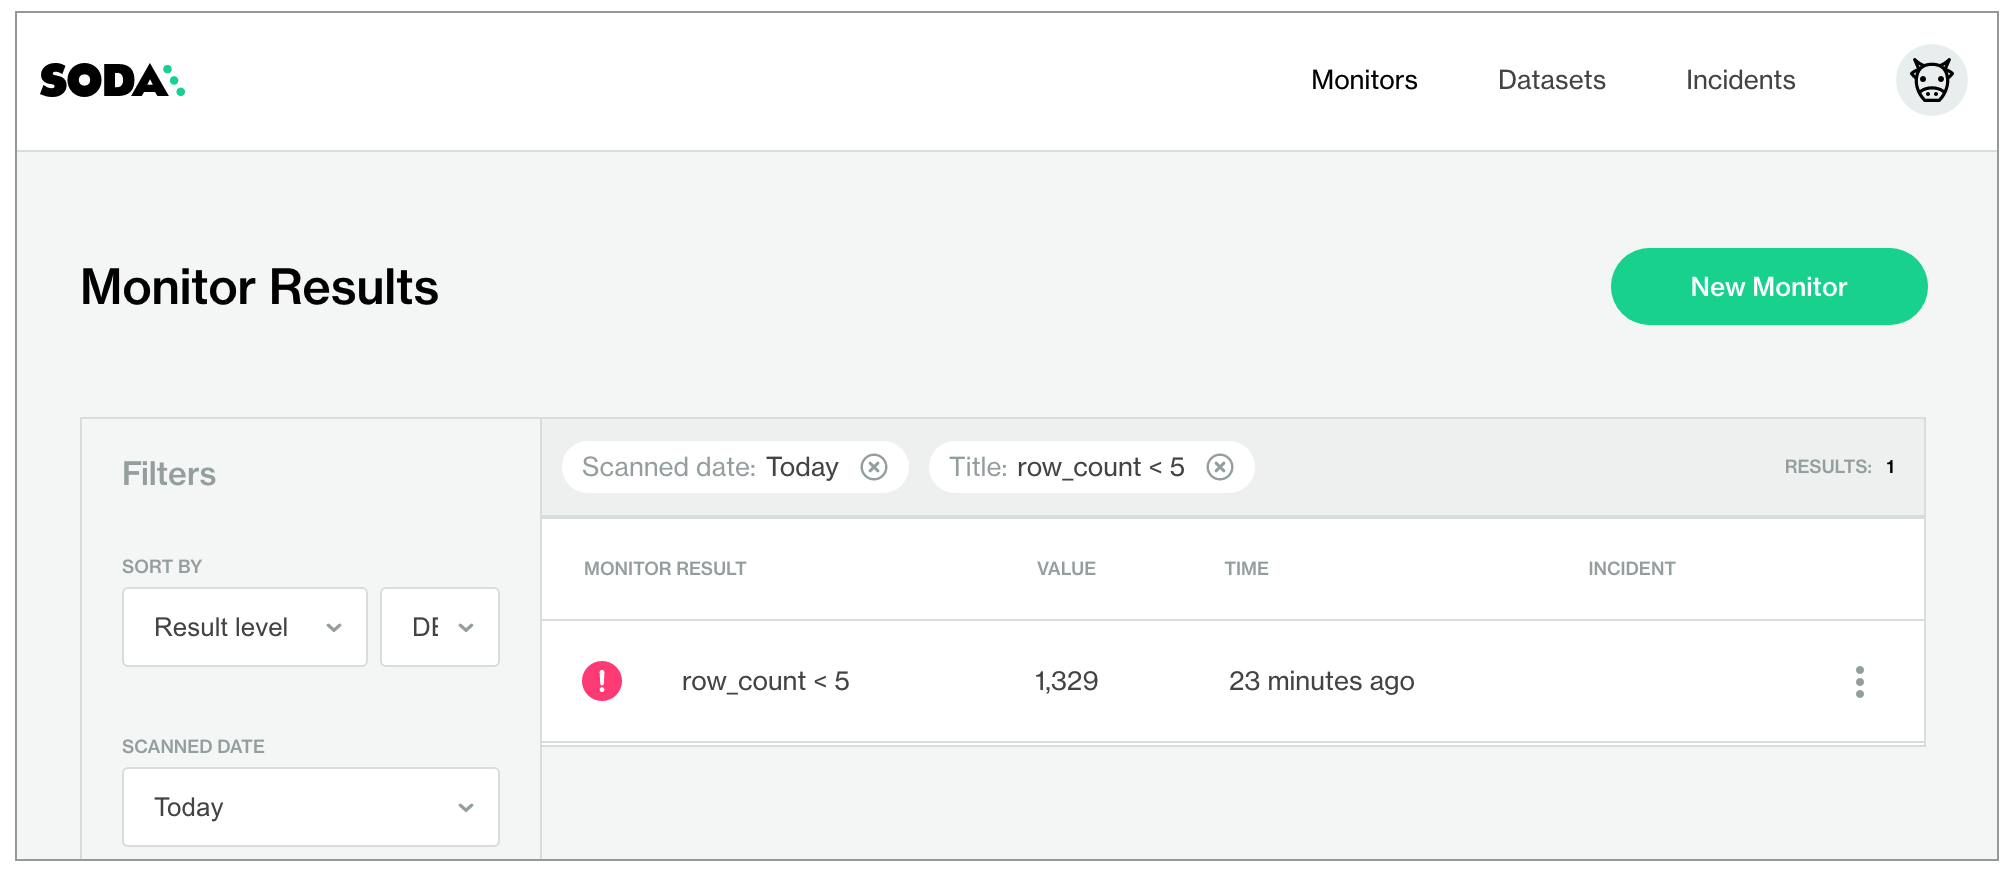 SODA
Monitors Datasets Incidents
Monitor Results
New Monitor
Filters
Scanned date: Today
Title: row_count < 5
RESULTS: 1
SORT BY
Result level
DE
SCANNED DATE
Today
MONITOR RESULT VALUE TIME INCIDENT
row_count < 5 1,329 23 minutes ago